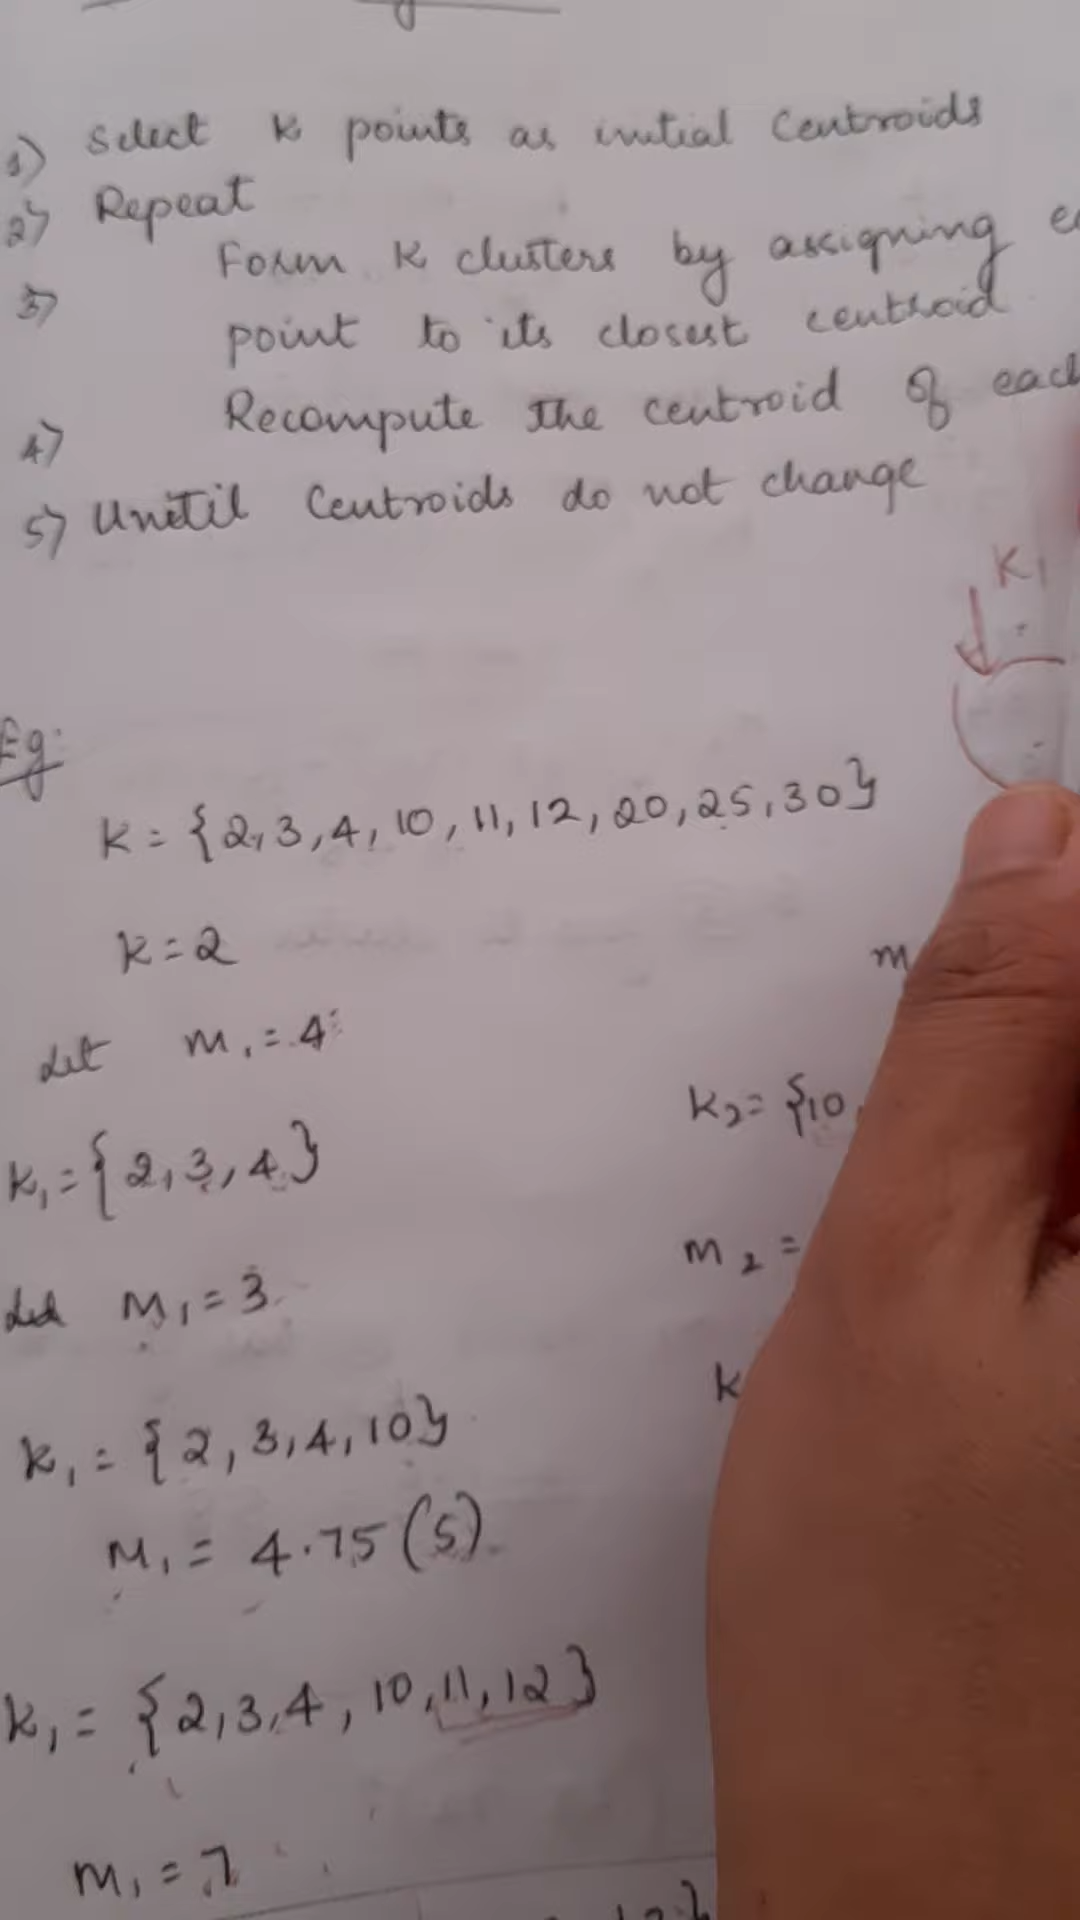 1) Select K points as initial Centroids
2) Repeat
3) Form K clusters by assigning
point to its closest centroid
4) Recompute the centroid of each
5) Unitil Centroids do not change
K1
Eg:
K = {2, 3, 4, 10, 11, 12, 20, 25, 30}
k = 2
Let m1 = 4
m
K1 = {2, 3, 4}
K2 = {10,
Let M1 = 3
m2 =
K1 = {2, 3, 4, 10}
k
M1 = 4.75 (5)
K1 = {2, 3, 4, 10, 11, 12}
m1 = 7